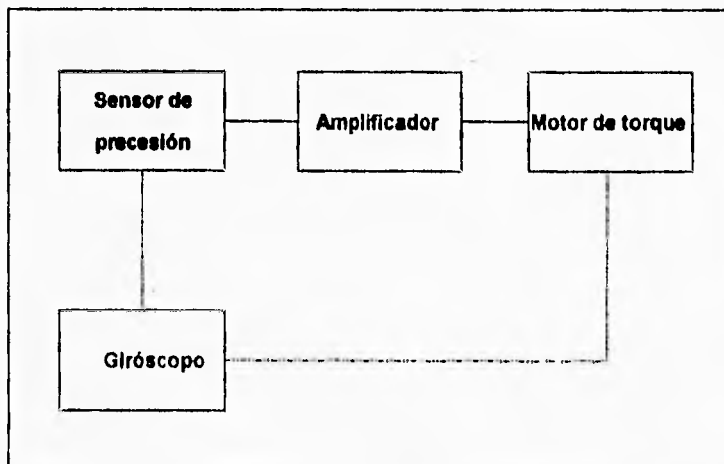 Sensor de
precesión
Amplificador
Motor de torque
Giróscopo